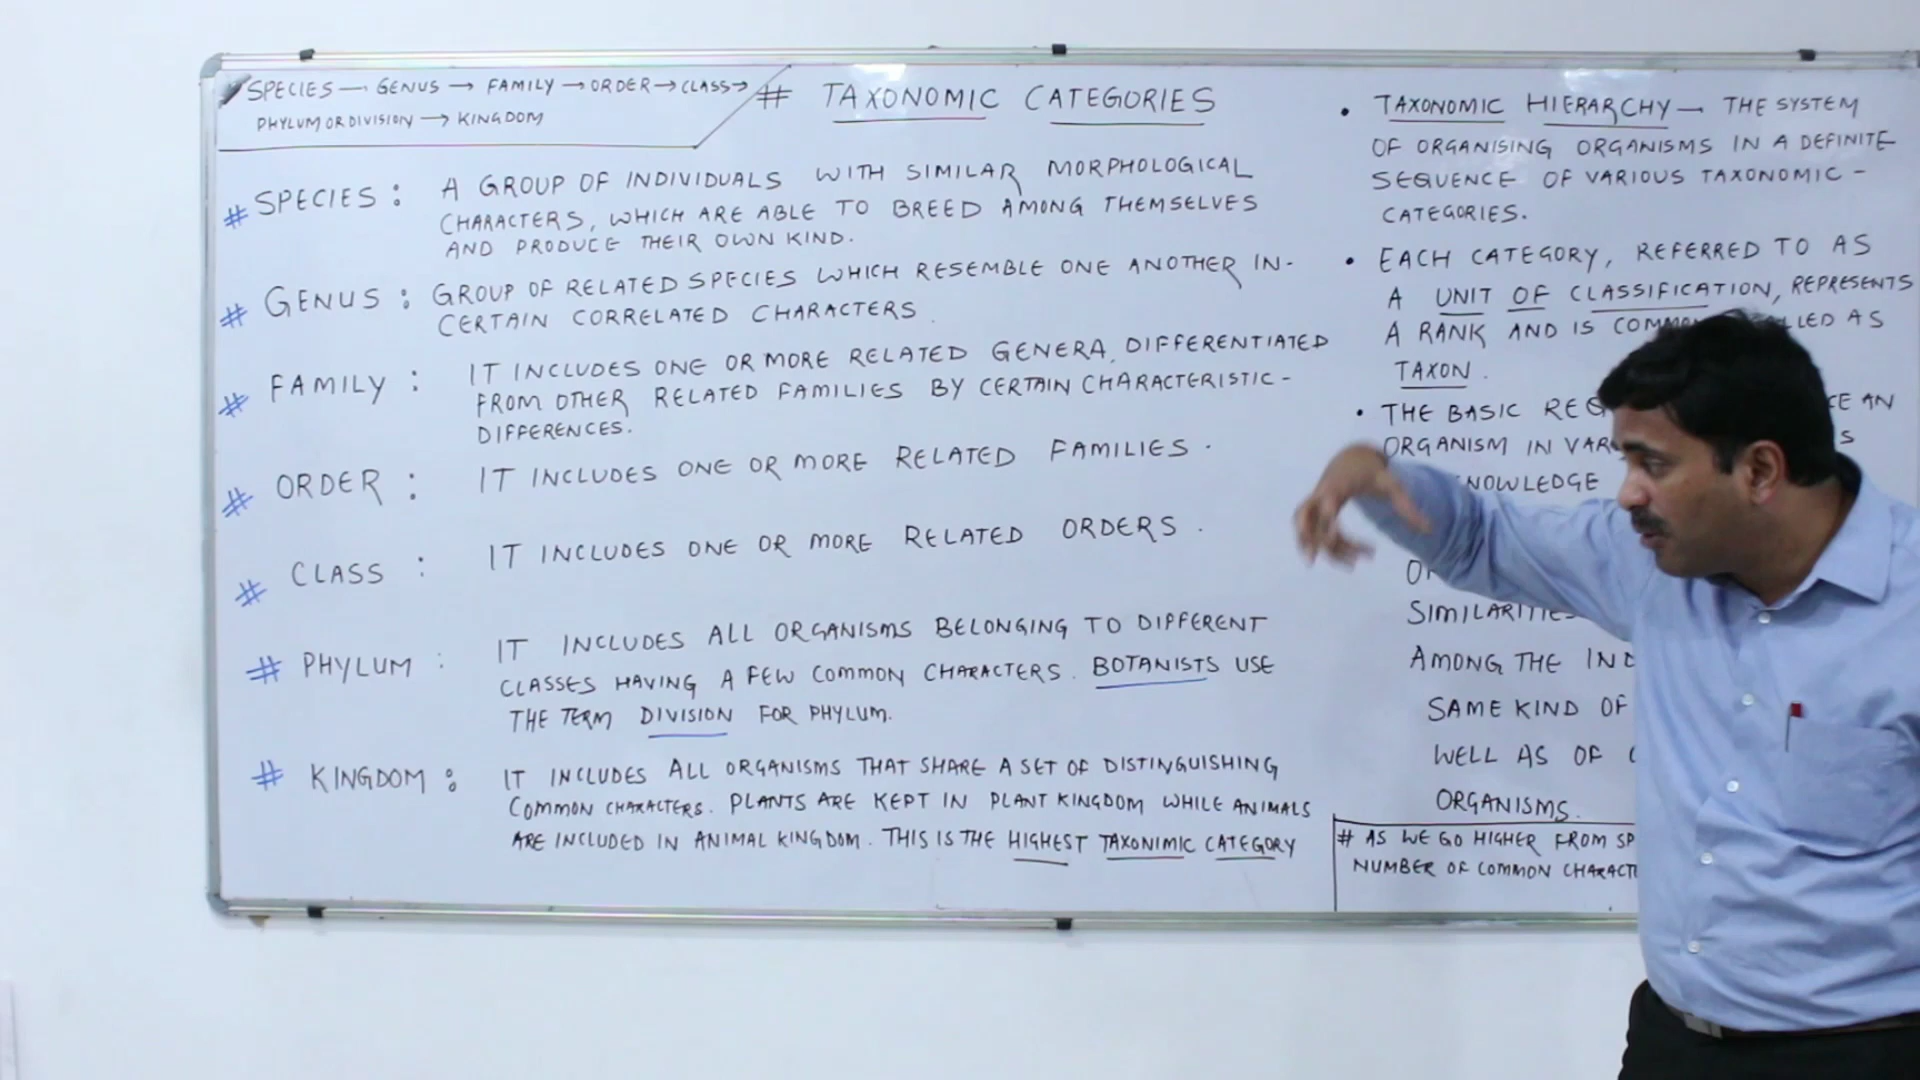 SPECIES → GENUS → FAMILY → ORDER → CLASS →
PHYLUM OR DIVISION → KINGDOM
# TAXONOMIC CATEGORIES
# SPECIES : A GROUP OF INDIVIDUALS WITH SIMILAR MORPHOLOGICAL
CHARACTERS, WHICH ARE ABLE TO BREED AMONG THEMSELVES
AND PRODUCE THEIR OWN KIND.
# GENUS : GROUP OF RELATED SPECIES WHICH RESEMBLE ONE ANOTHER IN-
CERTAIN CORRELATED CHARACTERS.
# FAMILY : IT INCLUDES ONE OR MORE RELATED GENERA, DIFFERENTIATED
FROM OTHER RELATED FAMILIES BY CERTAIN CHARACTERISTIC-
DIFFERENCES.
# ORDER : IT INCLUDES ONE OR MORE RELATED FAMILIES.
# CLASS : IT INCLUDES ONE OR MORE RELATED ORDERS.
# PHYLUM : IT INCLUDES ALL ORGANISMS BELONGING TO DIFFERENT
CLASSES HAVING A FEW COMMON CHARACTERS. BOTANISTS USE
THE TERM DIVISION FOR PHYLUM.
# KINGDOM : IT INCLUDES ALL ORGANISMS THAT SHARE A SET OF DISTINGUISHING
COMMON CHARACTERS. PLANTS ARE KEPT IN PLANT KINGDOM WHILE ANIMALS
ARE INCLUDED IN ANIMAL KINGDOM. THIS IS THE HIGHEST TAXONIMIC CATEGORY
• TAXONOMIC HIERARCHY — THE SYSTEM
OF ORGANISING ORGANISMS IN A DEFINITE
SEQUENCE OF VARIOUS TAXONOMIC -
CATEGORIES.
• EACH CATEGORY, REFERRED TO AS
A UNIT OF CLASSIFICATION, REPRESENTS
A RANK AND IS AS
TAXON.
• THE BASIC AN
ORGANISM IN
SIMILARITIES
AMONG THE
SAME KIND OF
WELL AS OF
ORGANISMS.
# AS WE GO HIGHER FROM
NUMBER OF COMMON